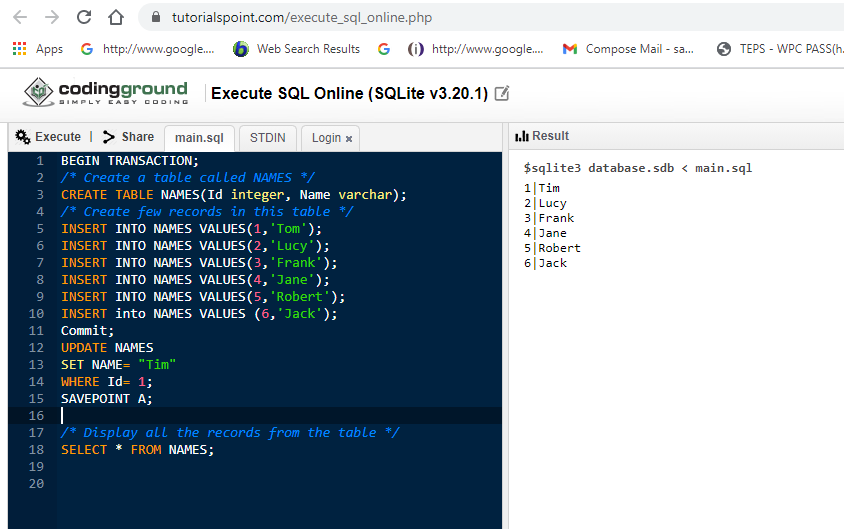 tutorialspoint.com/execute_sql_online.php
Apps http://www.google.... Web Search Results http://www.google.... Compose Mail - sa... TEPS - WPC PASS(h.
codingground
SIMPLY EASY CODING
Execute SQL Online (SQLite v3.20.1)
Execute | Share main.sql STDIN Login x
Result
1 BEGIN TRANSACTION;
2 /* Create a table called NAMES */
3 CREATE TABLE NAMES(Id integer, Name varchar);
4 /* Create few records in this table */
5 INSERT INTO NAMES VALUES(1,'Tom');
6 INSERT INTO NAMES VALUES(2,'Lucy');
7 INSERT INTO NAMES VALUES(3,'Frank');
8 INSERT INTO NAMES VALUES(4,'Jane');
9 INSERT INTO NAMES VALUES(5,'Robert');
10 INSERT into NAMES VALUES (6,'Jack');
11 Commit;
12 UPDATE NAMES
13 SET NAME= "Tim"
14 WHERE Id= 1;
15 SAVEPOINT A;
16
17 /* Display all the records from the table */
18 SELECT * FROM NAMES;
19
20
$sqlite3 database.sdb < main.sql
1|Tim
2|Lucy
3|Frank
4|Jane
5|Robert
6|Jack